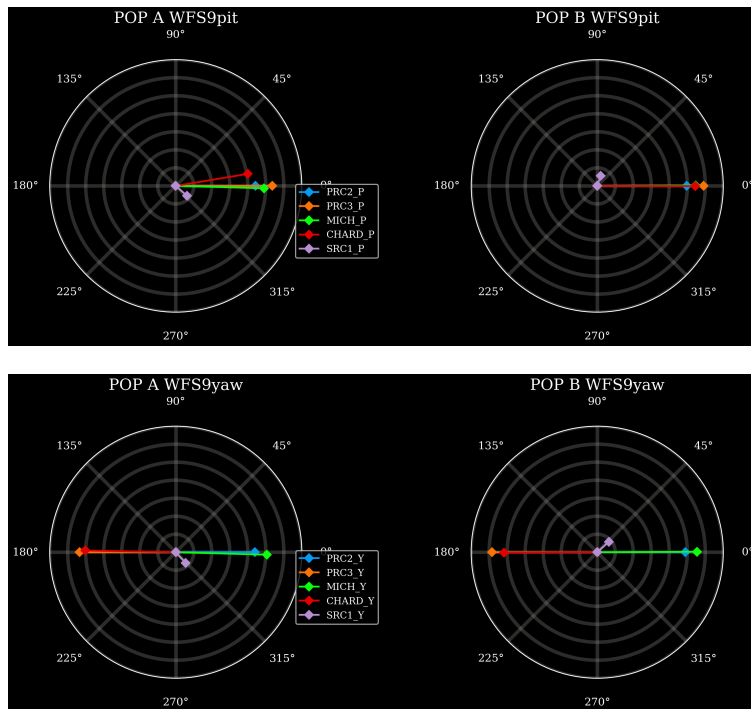 POP A WFS9pit
POP B WFS9pit
90°
90°
135°
45°
135°
45°
180°
0°
180°
0°
PRC2_P
PRC3_P
MICH_P
CHARD_P
SRC1_P
225°
315°
225°
315°
270°
270°
POP A WFS9yaw
POP B WFS9yaw
90°
90°
135°
45°
135°
45°
180°
0°
180°
0°
PRC2_Y
PRC3_Y
MICH_Y
CHARD_Y
SRC1_Y
225°
315°
225°
315°
270°
270°